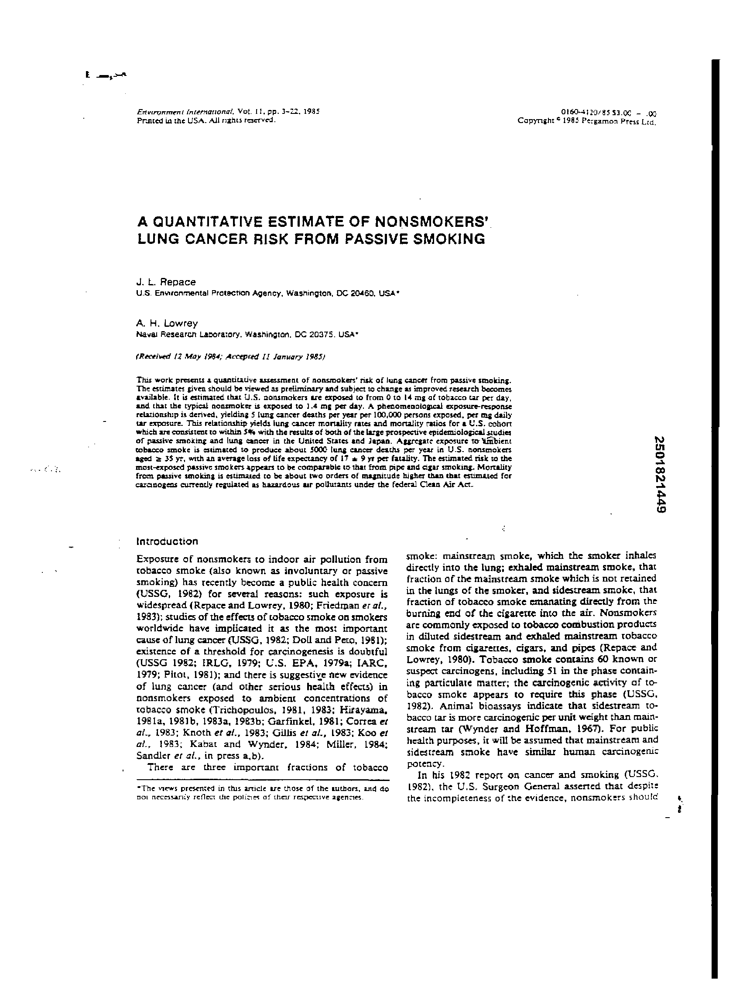 Environment International, Vol. 11, pp. 3-22, 1985
Printed in the USA. All rights reserved.
0160-4120/85 $3.00 - .00
Copyright © 1985 Pergamon Press Ltd.
A QUANTITATIVE ESTIMATE OF NONSMOKERS'
LUNG CANCER RISK FROM PASSIVE SMOKING
J. L. Repace
U.S. Environmental Protection Agency, Washington, DC 20460, USA*
A. H. Lowrey
Naval Research Laboratory, Washington, DC 20375, USA*
(Received 12 May 1984; Accepted 11 January 1985)
This work presents a quantitative assessment of nonsmokers' risk of lung cancer from passive smoking.
The estimates given should be viewed as preliminary and subject to change as improved research becomes
available. It is estimated that U.S. nonsmokers are exposed to from 0 to 14 mg of tobacco tar per day,
and that the typical nonsmoker is exposed to 1.4 mg per day. A phenomenological exposure-response
relationship is derived, yielding 5 lung cancer deaths per year per 100,000 persons exposed, per mg daily
tar exposure. This relationship yields lung cancer mortality rates and mortality ratios for a U.S. cohort
which are consistent to within 5% with the results of both of the large prospective epidemiological studies
of passive smoking and lung cancer in the United States and Japan. Aggregate exposure to ambient
tobacco smoke is estimated to produce about 5000 lung cancer deaths per year in U.S. nonsmokers
aged ≥ 35 yr, with an average loss of life expectancy of 17 ± 9 yr per fatality. The estimated risk to the
most-exposed passive smokers appears to be comparable to that from pipe and cigar smoking. Mortality
from passive smoking is estimated to be about two orders of magnitude higher than that estimated for
carcinogens currently regulated as hazardous air pollutants under the federal Clean Air Act.
2501821449
Introduction
Exposure of nonsmokers to indoor air pollution from
tobacco smoke (also known as involuntary or passive
smoking) has recently become a public health concern
(USSG, 1982) for several reasons: such exposure is
widespread (Repace and Lowrey, 1980; Friedman et al.,
1983); studies of the effects of tobacco smoke on smokers
worldwide have implicated it as the most important
cause of lung cancer (USSG, 1982; Doll and Peto, 1981);
existence of a threshold for carcinogenesis is doubtful
(USSG 1982; IRLG, 1979; U.S. EPA, 1979a; IARC,
1979; Pitot, 1981); and there is suggestive new evidence
of lung cancer (and other serious health effects) in
nonsmokers exposed to ambient concentrations of
tobacco smoke (Trichopoulos, 1981, 1983; Hirayama,
1981a, 1981b, 1983a, 1983b; Garfinkel, 1981; Correa et
al., 1983; Knoth et al., 1983; Gillis et al., 1983; Koo et
al., 1983; Kabat and Wynder, 1984; Miller, 1984;
Sandler et al., in press a,b).
There are three important fractions of tobacco
*The views presented in this article are those of the authors, and do
not necessarily reflect the policies of their respective agencies.
smoke: mainstream smoke, which the smoker inhales
directly into the lung; exhaled mainstream smoke, that
fraction of the mainstream smoke which is not retained
in the lungs of the smoker, and sidestream smoke, that
fraction of tobacco smoke emanating directly from the
burning end of the cigarette into the air. Nonsmokers
are commonly exposed to tobacco combustion products
in diluted sidestream and exhaled mainstream tobacco
smoke from cigarettes, cigars, and pipes (Repace and
Lowrey, 1980). Tobacco smoke contains 60 known or
suspect carcinogens, including 51 in the phase contain-
ing particulate matter; the carcinogenic activity of to-
bacco smoke appears to require this phase (USSG,
1982). Animal bioassays indicate that sidestream to-
bacco tar is more carcinogenic per unit weight than main-
stream tar (Wynder and Hoffman, 1967). For public
health purposes, it will be assumed that mainstream and
sidestream smoke have similar human carcinogenic
potency.
In his 1982 report on cancer and smoking (USSG,
1982), the U.S. Surgeon General asserted that despite
the incompleteness of the evidence, nonsmokers should